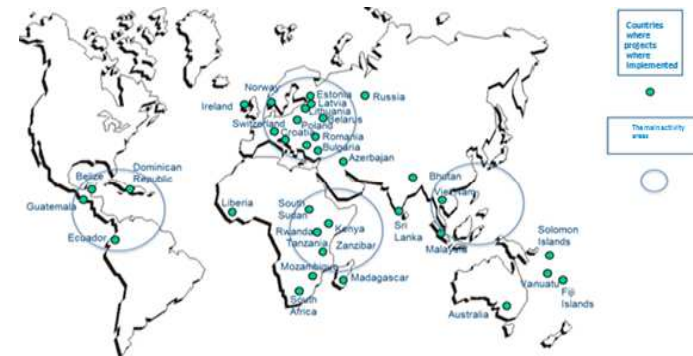 Countries
where
projects
where
implemented
The main activity
areas
Norway
Ireland
Estonia
Latvia
Lithuania
Belarus
Russia
Switzerland
Poland
Croatia
Romania
Bulgaria
Azerbajan
Belize
Dominican
Republic
Guatemala
Ecuador
Liberia
South
Sudan
Kenya
Rwanda
Tanzania
Zanzibar
Mozambique
Madagascar
South
Africa
Bhutan
Vietnam
Sri
Lanka
Malaysia
Solomon
Islands
Vanuatu
Fiji
Islands
Australia